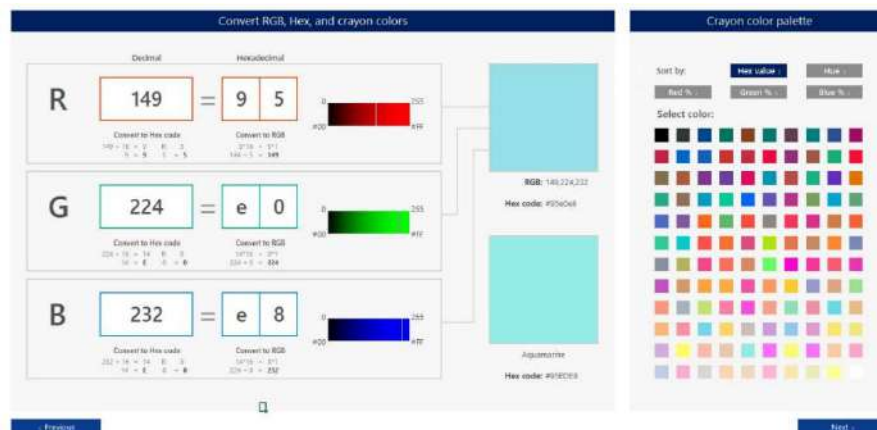 Convert RGB, Hex, and crayon colors
Crayon color palette
Decimal
Hexadecimal
R
149
=
9 5
0
255
#00
#FF
Convert to Hex code
Convert to RGB
G
224
=
e 0
0
255
#00
#FF
Convert to Hex code
Convert to RGB
B
232
=
e 8
0
255
#00
#FF
Convert to Hex code
Convert to RGB
RGB: 149,224,232
Hex code: #95e0e8
Aquamarine
Hex code:
Sort by:
Hex value
Hue
Red %
Green %
Blue %
Select color:
Previous
Next